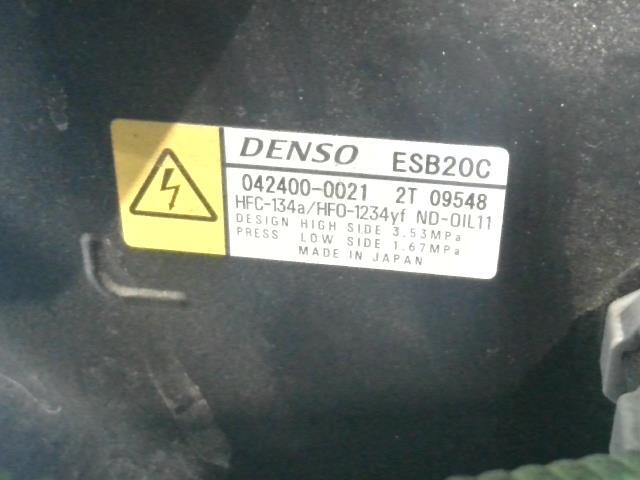 DENSO ESB20C
042400-0021 2T 09548
HFC-134a/HFO-1234yf ND-OIL11
DESIGN HIGH SIDE 3.53MPa
PRESS LOW SIDE 1.67MPa
MADE IN JAPAN